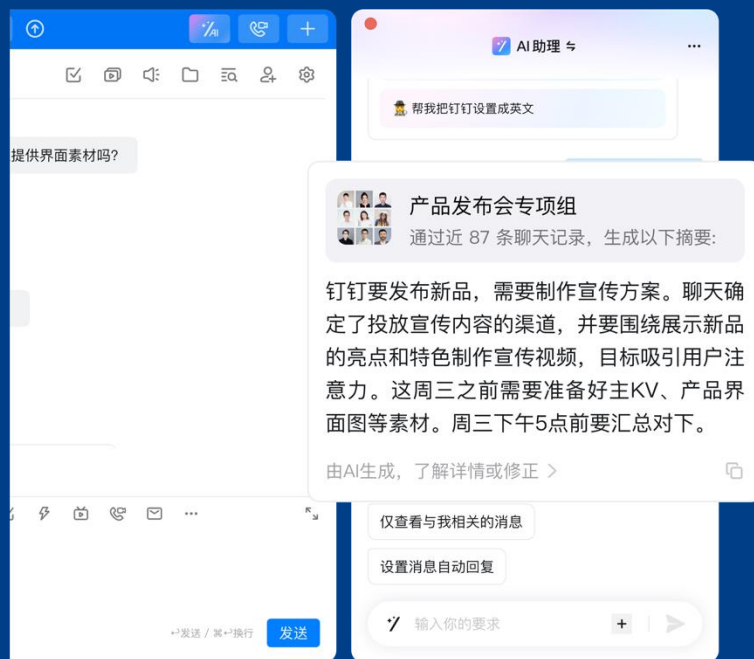 AI
AI助理
帮我把钉钉设置成英文
提供界面素材吗?
产品发布会专项组
通过近 87 条聊天记录，生成以下摘要:
钉钉要发布新品，需要制作宣传方案。聊天确
定了投放宣传内容的渠道，并要围绕展示新品
的亮点和特色制作宣传视频，目标吸引用户注
意力。这周三之前需要准备好主KV、产品界
面图等素材。周三下午5点前要汇总对下。
由AI生成，了解详情或修正 >
仅查看与我相关的消息
设置消息自动回复
输入你的要求
↩发送 / ⌘↩换行
发送